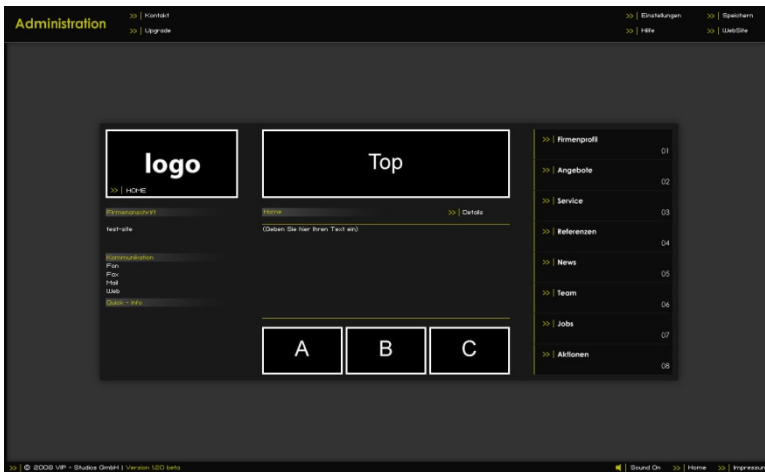 Administration
>> | Kontakt
>> | Upgrade
>> | Einstellungen
>> | Hilfe
>> | Speichern
>> | WebSite
logo
>> | HOME
Top
Firmenanschrift
test-site
Kommunikation
Fon
Fax
Mail
Web
Quick - Info
Home
>> | Details
(Geben Sie hier Ihren Text ein)
A
B
C
>> | Firmenprofil
01
>> | Angebote
02
>> | Service
03
>> | Referenzen
04
>> | News
05
>> | Team
06
>> | Jobs
07
>> | Aktionen
08
>> | © 2008 VIP - Studios GmbH | Version 1.20 beta
| Sound On
>> | Home
>> | Impressum